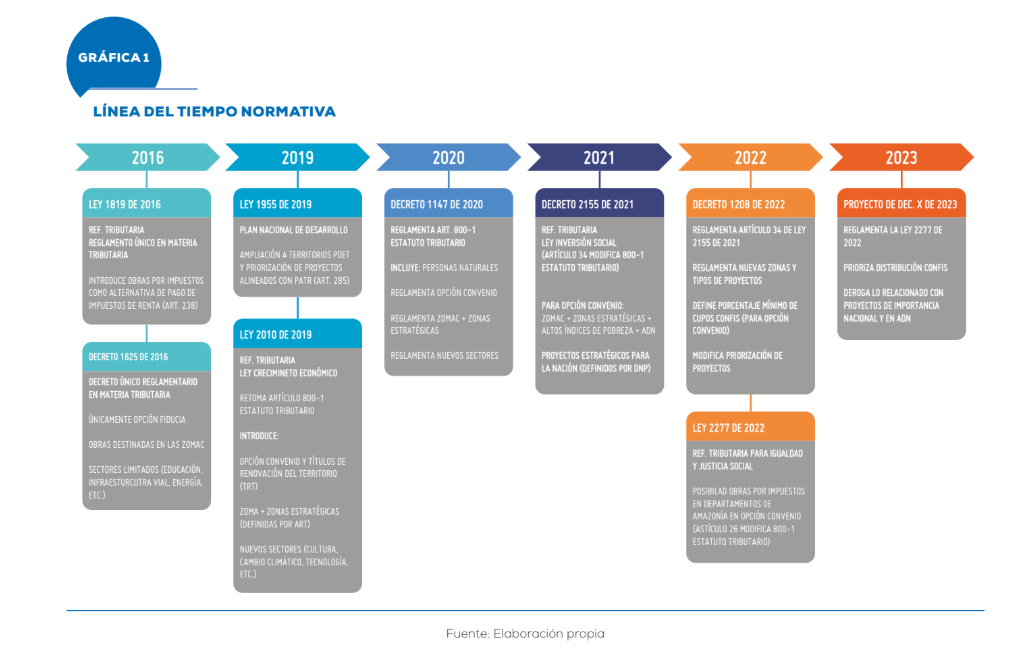 GRÁFICA 1
LÍNEA DEL TIEMPO NORMATIVA
2016
LEY 1819 DE 2016
REF. TRIBUTARIA
REGLAMENTO ÚNICO EN MATERIA
TRIBUTARIA
INTRODUCE OBRAS POR IMPUESTOS
COMO ALTERNATIVA DE PAGO DE
IMPUESTOS DE RENTA (ART. 238)
DECRETO 1625 DE 2016
DECRETO ÚNICO REGLAMENTARIO
EN MATERIA TRIBUTARIA
ÚNICAMENTE OPCIÓN FIDUCIA
OBRAS DESTINADAS EN LAS ZOMAC
SECTORES LIMITADOS (EDUCACIÓN,
INFRAESTURCUTRA VIAL, ENERGÍA,
ETC.)
2019
LEY 1955 DE 2019
PLAN NACIONAL DE DESARROLLO
AMPLIACIÓN A TERRITORIOS PDET
Y PRIORIZACIÓN DE PROYECTOS
ALINEADOS CON PATR (ART. 285)
LEY 2010 DE 2019
REF. TRIBUTARIA
LEY CRECIMINETO ECONÓMICO
RETOMA ARTÍCULO 800-1
ESTATUTO TRIBUTARIO
INTRODUCE:
OPCIÓN CONVENIO Y TÍTULOS DE
RENOVACIÓN DEL TERRITORIO
(TRT)
ZOMA + ZONAS ESTRATÉGICAS
(DEFINIDAS POR ART)
NUEVOS SECTORES (CULTURA,
CAMBIO CLIMÁTICO, TECNOLOGÍA,
ETC.)
2020
DECRETO 1147 DE 2020
REGLAMENTA ART. 800-1
ESTATUTO TRIBUTARIO
INCLUYE: PERSONAS NATURALES
REGLAMENTA OPCIÓN CONVENIO
REGLAMENTA ZOMAC + ZONAS
ESTRATÉGICAS
REGLAMENTA NUEVOS SECTORES
2021
DECRETO 2155 DE 2021
REF. TRIBUTARIA
LEY INVERSIÓN SOCIAL
(ARTÍCULO 34 MODIFICA 800-1
ESTATUTO TRIBUTARIO)
PARA OPCIÓN CONVENIO:
ZOMAC + ZONAS ESTRATÉGICAS +
ALTOS ÍNDICES DE POBREZA + ADN
PROYECTOS ESTRATÉGICOS PARA
LA NACIÓN (DEFINIDOS POR DNP)
2022
DECRETO 1208 DE 2022
REGLAMENTA ARTÍCULO 34 DE LEY
2155 DE 2021
REGLAMENTA NUEVAS ZONAS Y
TIPOS DE PROYECTOS
DEFINE PORCENTAJE MÍNIMO DE
CUPOS CONFIS (PARA OPCIÓN
CONVENIO)
MODIFICA PRIORIZACIÓN DE
PROYECTOS
LEY 2277 DE 2022
REF. TRIBUTARIA PARA IGUALDAD
Y JUSTICIA SOCIAL
POSIBILAD OBRAS POR IMPUESTOS
EN DEPARTAMENTOS DE
AMAZONÍA EN OPCIÓN CONVENIO
(ASTÍCULO 26 MODIFICA 800-1
ESTATUTO TRIBUTARIO)
2023
PROYECTO DE DEC. X DE 2023
REGLAMENTA LA LEY 2277 DE
2022
PRIORIZA DISTRIBUCIÓN CONFIS
DEROGA LO RELACIONADO CON
PROYECTOS DE IMPORTANCIA
NACIONAL Y EN ADN
Fuente: Elaboración propia